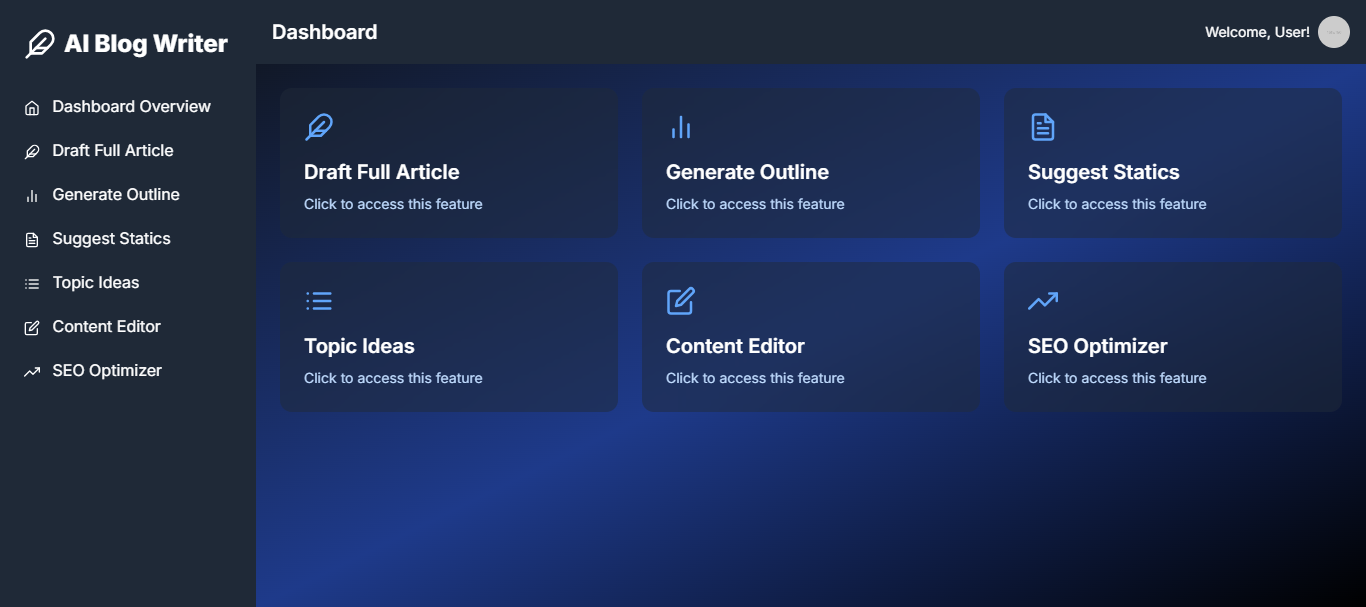 AI Blog Writer
Dashboard Overview
Draft Full Article
Generate Outline
Suggest Statics
Topic Ideas
Content Editor
SEO Optimizer
Dashboard
Welcome, User!
Draft Full Article
Click to access this feature
Generate Outline
Click to access this feature
Suggest Statics
Click to access this feature
Topic Ideas
Click to access this feature
Content Editor
Click to access this feature
SEO Optimizer
Click to access this feature